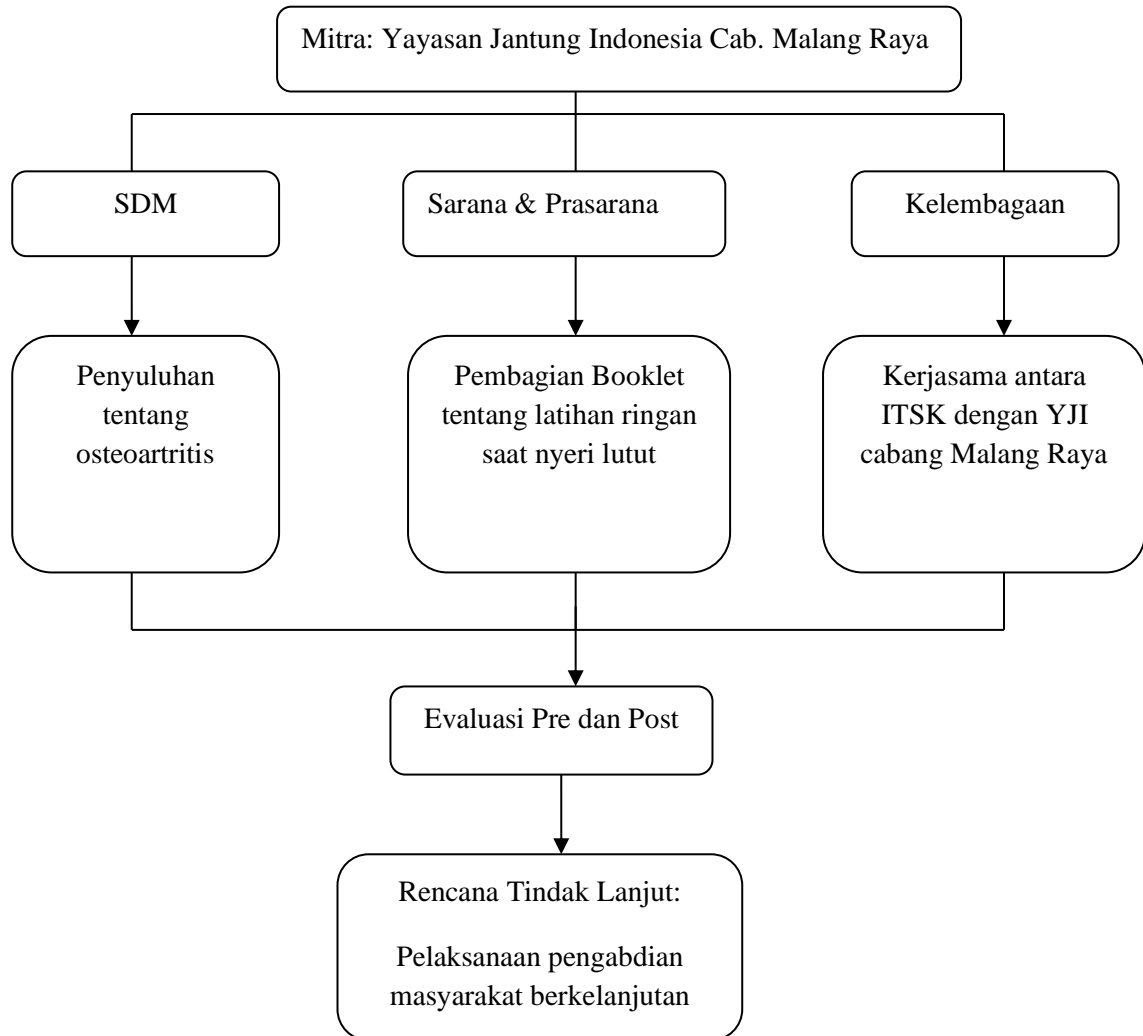 Mitra: Yayasan Jantung Indonesia Cab. Malang Raya
SDM
Sarana & Prasarana
Kelembagaan
Penyuluhan
tentang
osteoartritis
Pembagian Booklet
tentang latihan ringan
saat nyeri lutut
Kerjasama antara
ITSK dengan YJI
cabang Malang Raya
Evaluasi Pre dan Post
Rencana Tindak Lanjut:
Pelaksanaan pengabdian
masyarakat berkelanjutan